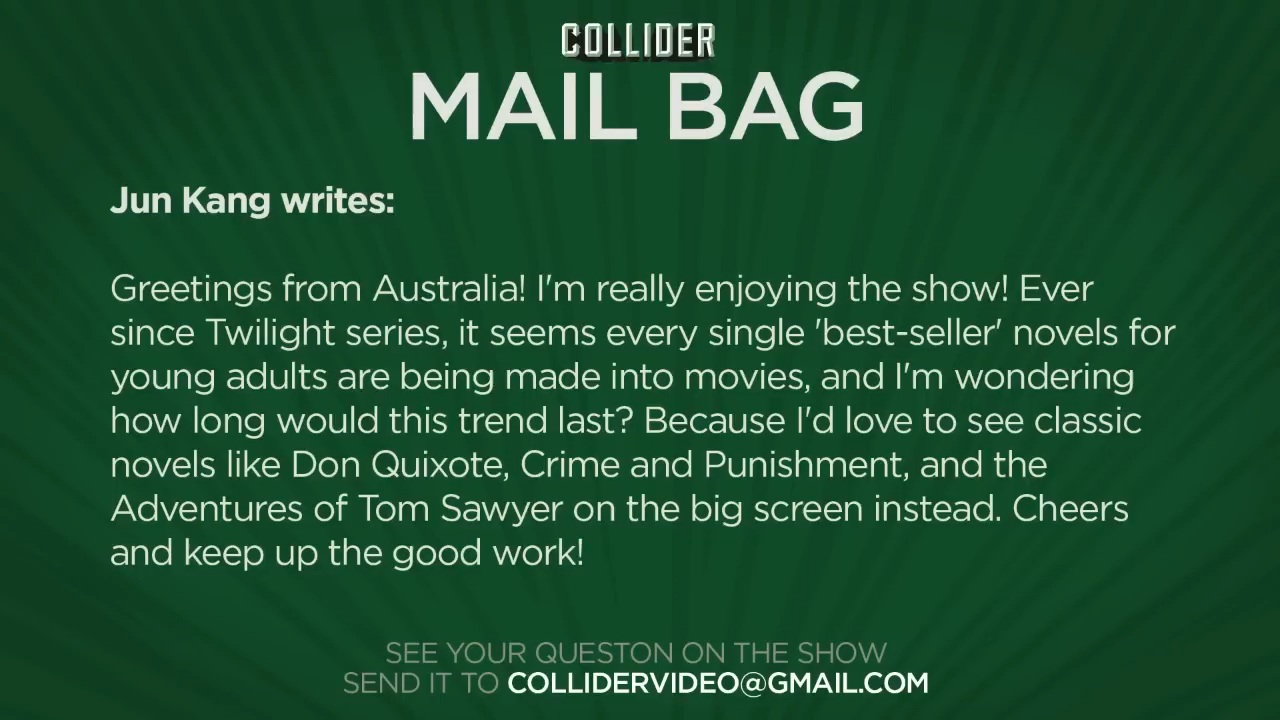 COLLIDER
MAIL BAG
Jun Kang writes:
Greetings from Australia! I'm really enjoying the show! Ever
since Twilight series, it seems every single 'best-seller' novels for
young adults are being made into movies, and I'm wondering
how long would this trend last? Because I'd love to see classic
novels like Don Quixote, Crime and Punishment, and the
Adventures of Tom Sawyer on the big screen instead. Cheers
and keep up the good work!
SEE YOUR QUESTON ON THE SHOW
SEND IT TO COLLIDERVIDEO@GMAIL.COM